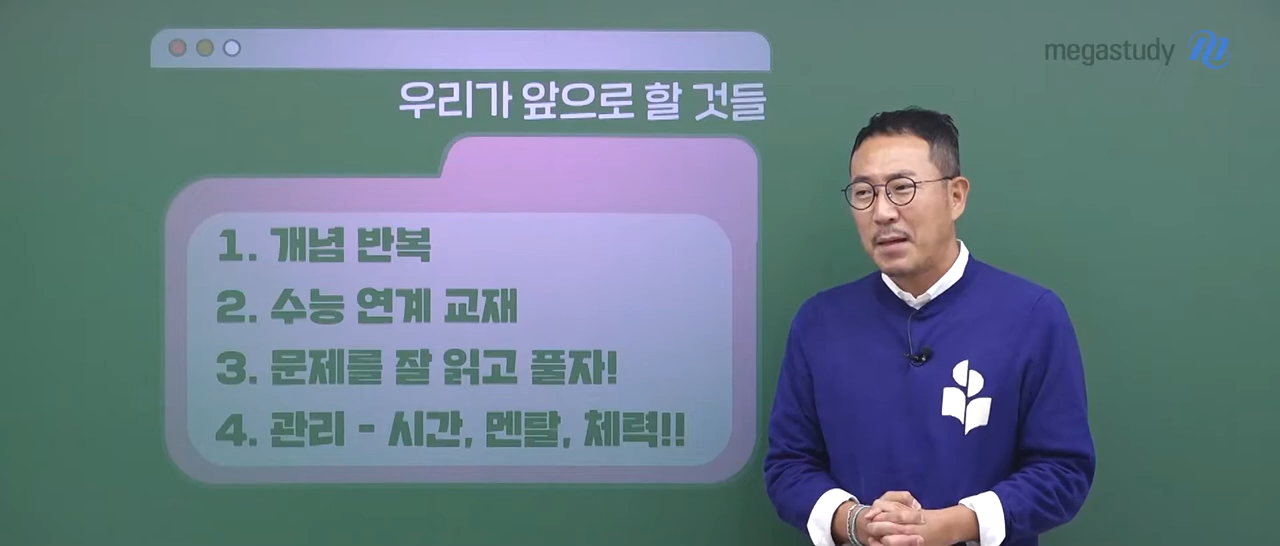 megastudy
우리가 앞으로 할 것들
1. 개념 반복
2. 수능 연계 교재
3. 문제를 잘 읽고 풀자!
4. 관리 - 시간, 멘탈, 체력!!